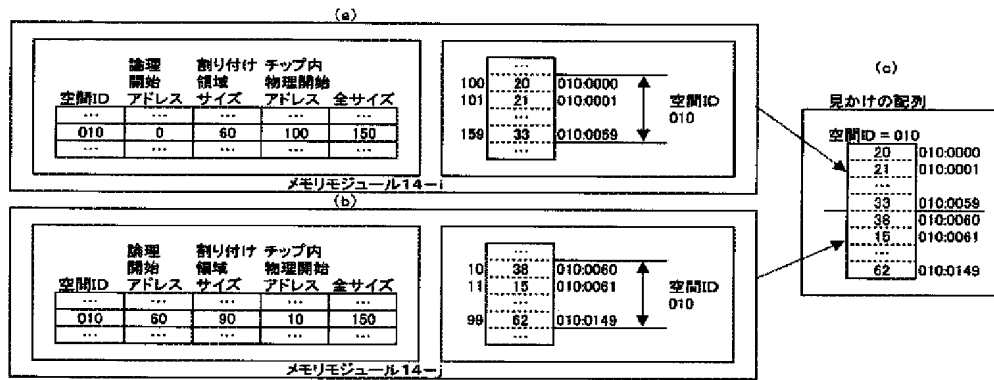 (a)
空間ID 論理開始アドレス 割り付け領域サイズ チップ内物理開始アドレス 全サイズ
… … … … …
010 0 60 100 150
… … … … …
…
100 20 010:0000
101 21 010:0001
…
159 33 010:0059
…
空間ID
010
メモリモジュール14-i
(b)
空間ID 論理開始アドレス 割り付け領域サイズ チップ内物理開始アドレス 全サイズ
… … … … …
010 60 90 10 150
… … … … …
…
10 38 010:0060
11 15 010:0061
…
99 62 010:0149
…
空間ID
010
メモリモジュール14-j
(c)
見かけの配列
空間ID = 010
20 010:0000
21 010:0001
…
33 010:0059
38 010:0060
15 010:0061
…
62 010:0149